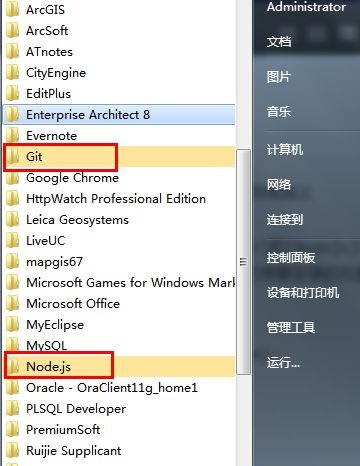 ArcGIS
ArcSoft
ATnotes
CityEngine
EditPlus
Enterprise Architect 8
Evernote
Git
Google Chrome
HttpWatch Professional Edition
Leica Geosystems
LiveUC
mapgis67
Microsoft Games for Windows Mark
Microsoft Office
MyEclipse
MySQL
Node.js
Oracle - OraClient11g_home1
PLSQL Developer
PremiumSoft
Ruijie Supplicant
Administrator
文档
图片
音乐
计算机
网络
连接到
控制面板
设备和打印机
管理工具
运行...